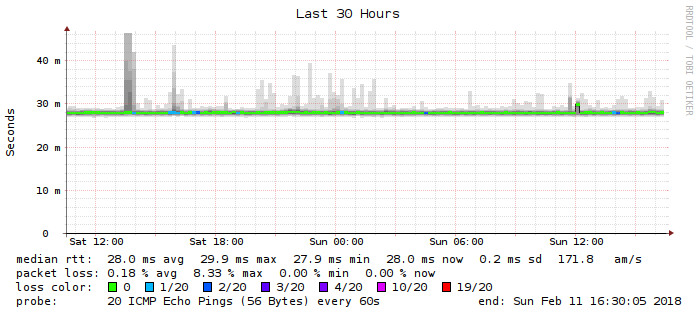 Last 30 Hours
RRDTOOL / TOBI OETIKER
Seconds
40 m
30 m
20 m
10 m
0
Sat 12:00 Sat 18:00 Sun 00:00 Sun 06:00 Sun 12:00
median rtt: 28.0 ms avg 29.9 ms max 27.9 ms min 28.0 ms now 0.2 ms sd 171.8 am/s
packet loss: 0.18 % avg 8.33 % max 0.00 % min 0.00 % now
loss color: 0 1/20 2/20 3/20 4/20 10/20 19/20
probe: 20 ICMP Echo Pings (56 Bytes) every 60s end: Sun Feb 11 16:30:05 2018